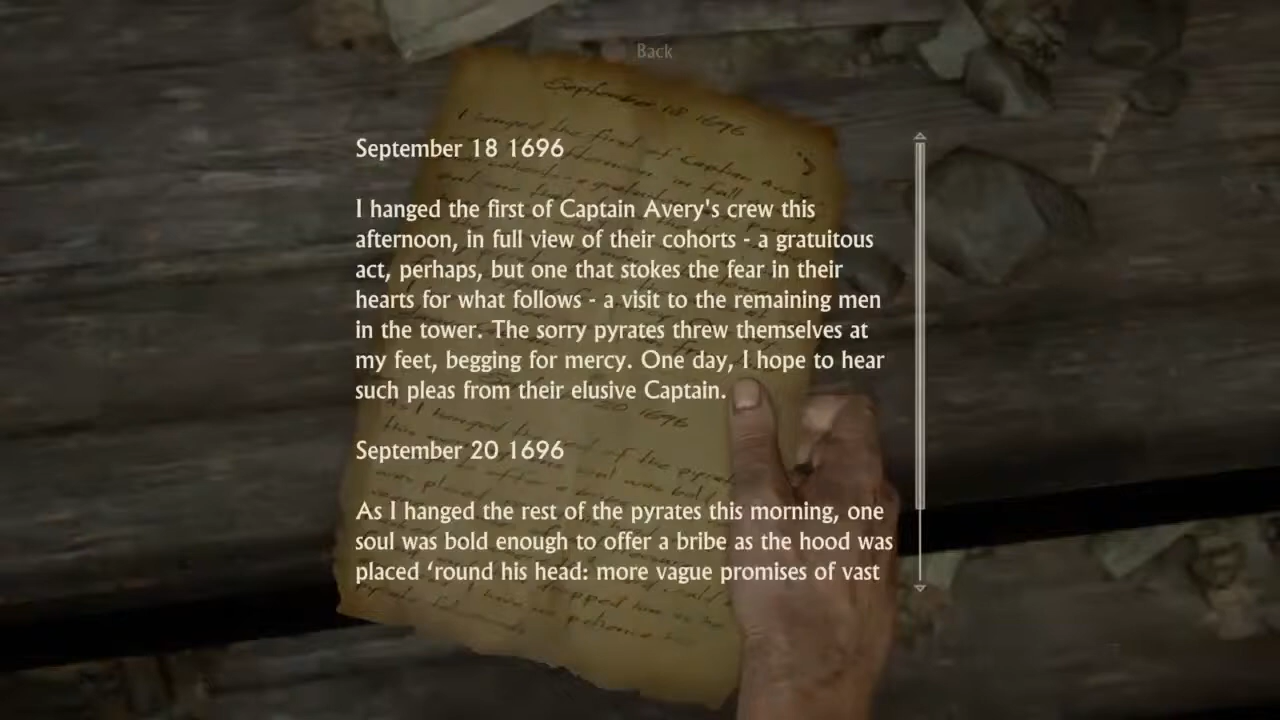 Back
September 18 1696
I hanged the first of Captain Avery's crew this
afternoon, in full view of their cohorts - a gratuitous
act, perhaps, but one that stokes the fear in their
hearts for what follows - a visit to the remaining men
in the tower. The sorry pyrates threw themselves at
my feet, begging for mercy. One day, I hope to hear
such pleas from their elusive Captain.
September 20 1696
As I hanged the rest of the pyrates this morning, one
soul was bold enough to offer a bribe as the hood was
placed ‘round his head: more vague promises of vast